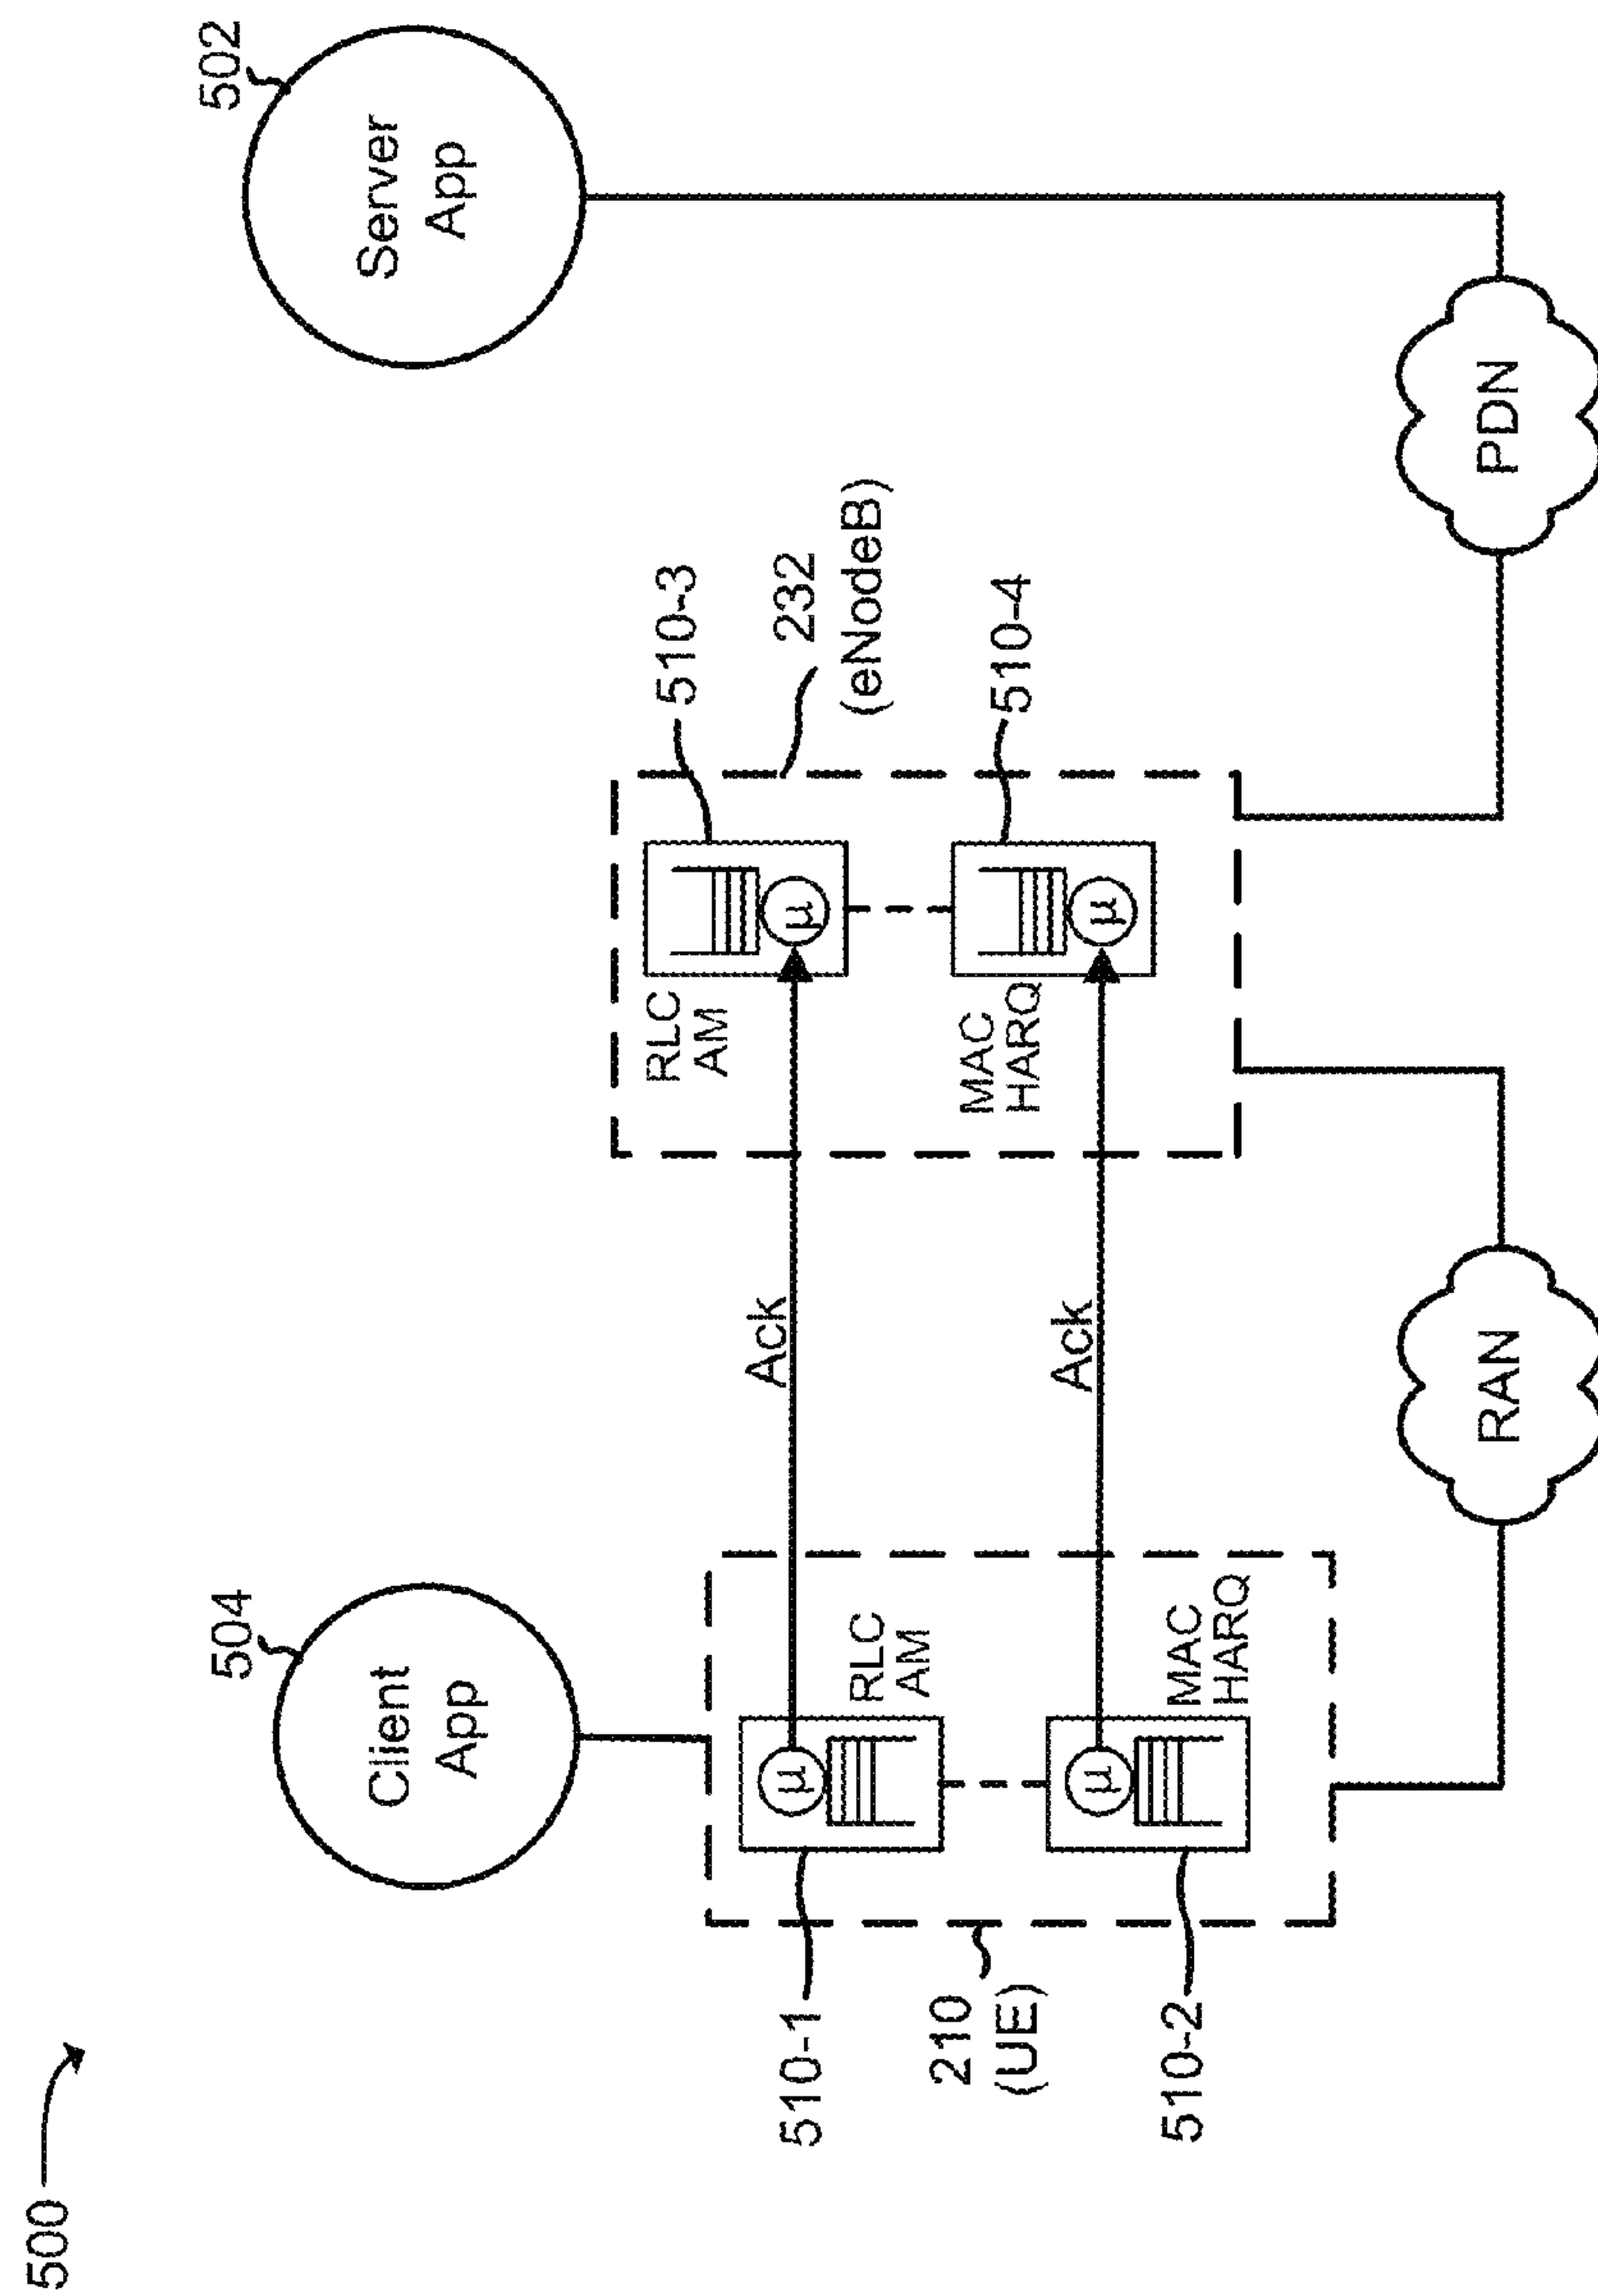 500
504
Client
App
502
Server
App
510-1
RLC
AM
210
(UE)
510-2
MAC
HARQ
Ack
Ack
RLC
AM
510-3
232
(eNodeB)
MAC
HARQ
510-4
RAN
PDN
μ
μ
μ
μ